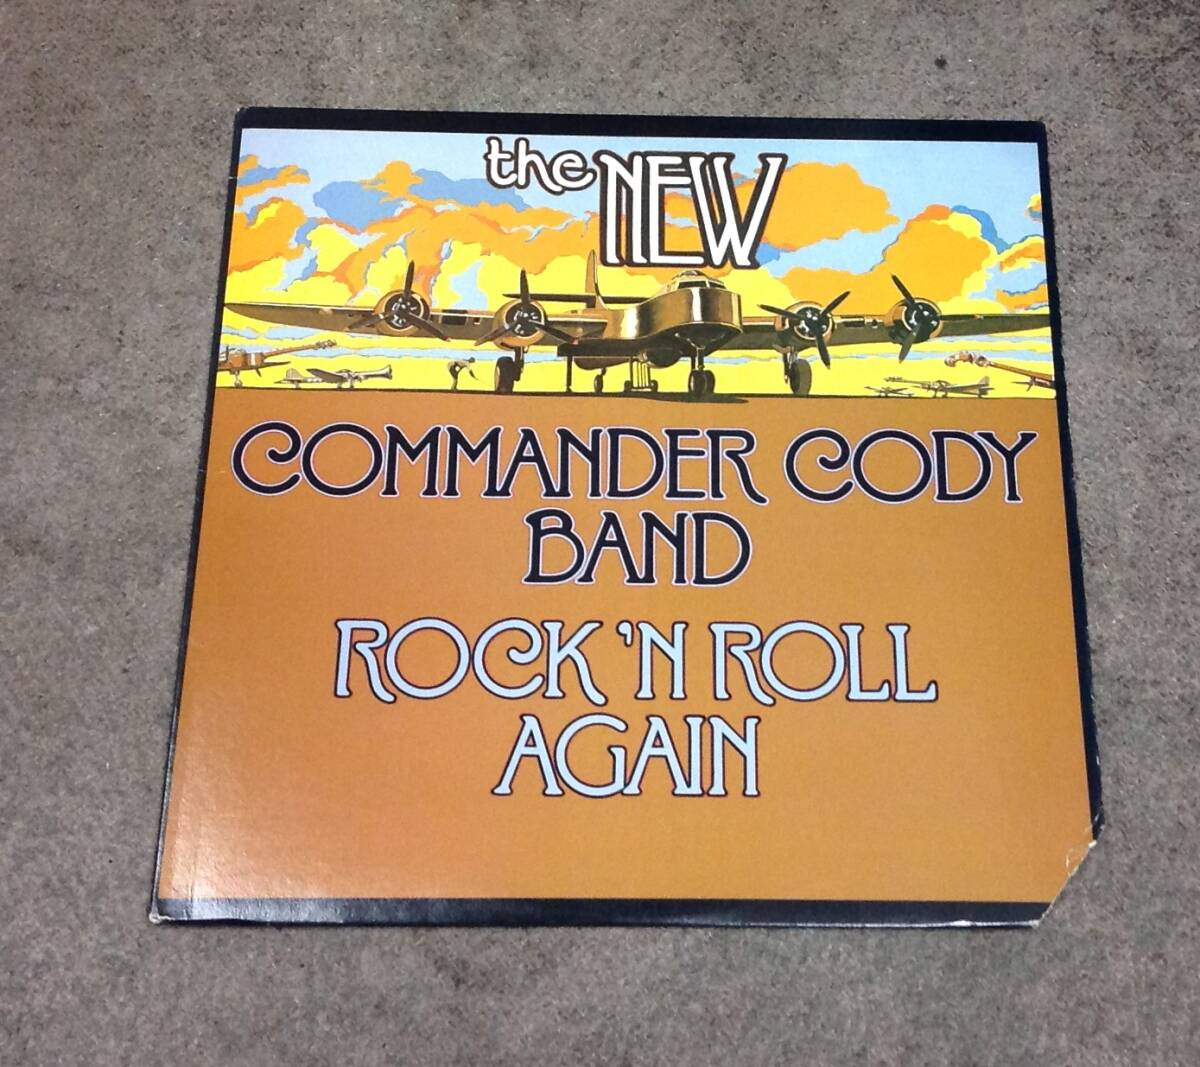 the NEW
COMMANDER CODY
BAND
ROCK 'N ROLL
AGAIN